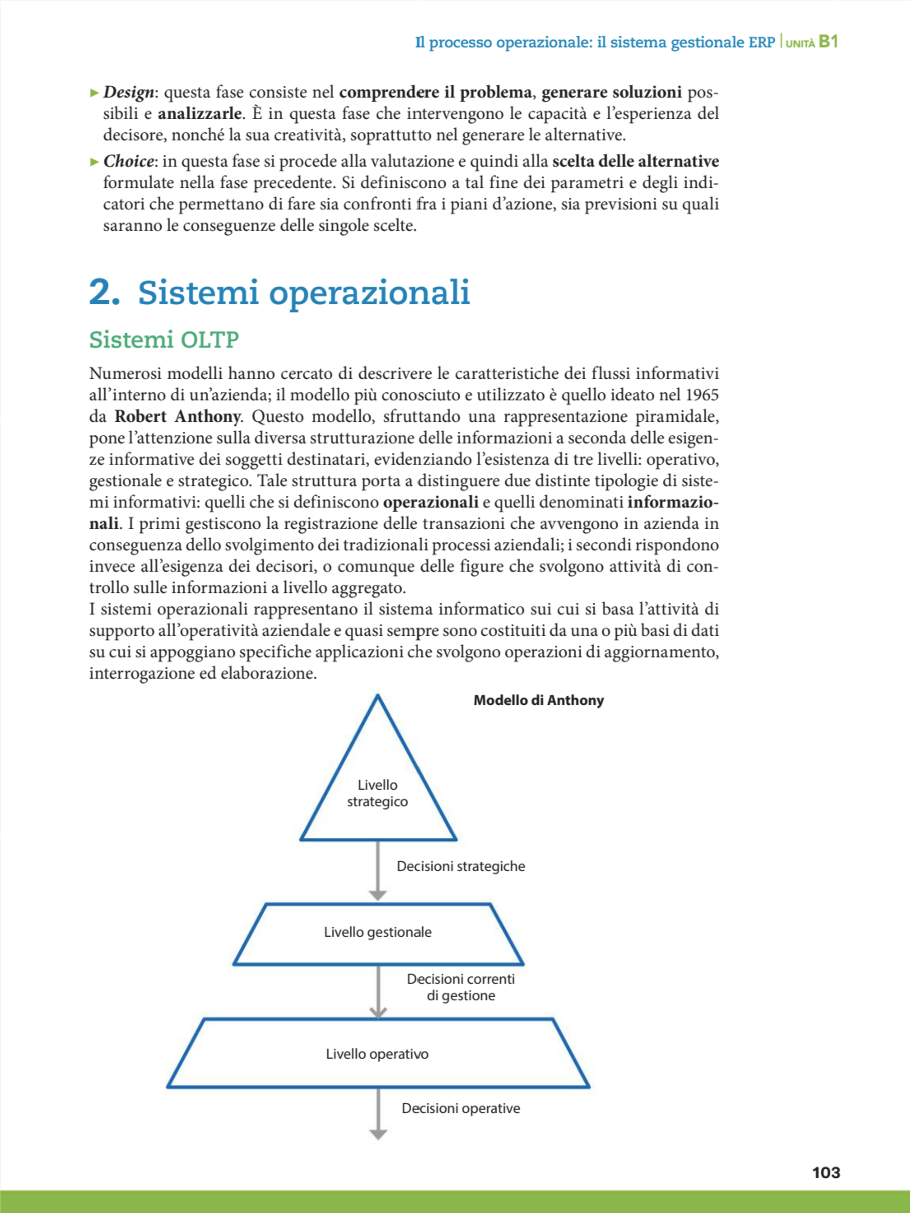 Il processo operazionale: il sistema gestionale ERP | UNITÀ B1
▶ Design: questa fase consiste nel comprendere il problema, generare soluzioni pos-
sibili e analizzarle. È in questa fase che intervengono le capacità e l’esperienza del
decisore, nonché la sua creatività, soprattutto nel generare le alternative.
▶ Choice: in questa fase si procede alla valutazione e quindi alla scelta delle alternative
formulate nella fase precedente. Si definiscono a tal fine dei parametri e degli indi-
catori che permettano di fare sia confronti fra i piani d’azione, sia previsioni su quali
saranno le conseguenze delle singole scelte.
2. Sistemi operazionali
Sistemi OLTP
Numerosi modelli hanno cercato di descrivere le caratteristiche dei flussi informativi
all’interno di un’azienda; il modello più conosciuto e utilizzato è quello ideato nel 1965
da Robert Anthony. Questo modello, sfruttando una rappresentazione piramidale,
pone l’attenzione sulla diversa strutturazione delle informazioni a seconda delle esigen-
ze informative dei soggetti destinatari, evidenziando l’esistenza di tre livelli: operativo,
gestionale e strategico. Tale struttura porta a distinguere due distinte tipologie di siste-
mi informativi: quelli che si definiscono operazionali e quelli denominati informazio-
nali. I primi gestiscono la registrazione delle transazioni che avvengono in azienda in
conseguenza dello svolgimento dei tradizionali processi aziendali; i secondi rispondono
invece all’esigenza dei decisori, o comunque delle figure che svolgono attività di con-
trollo sulle informazioni a livello aggregato.
I sistemi operazionali rappresentano il sistema informatico sui cui si basa l’attività di
supporto all’operatività aziendale e quasi sempre sono costituiti da una o più basi di dati
su cui si appoggiano specifiche applicazioni che svolgono operazioni di aggiornamento,
interrogazione ed elaborazione.
Modello di Anthony
Livello
strategico
Decisioni strategiche
Livello gestionale
Decisioni correnti
di gestione
Livello operativo
Decisioni operative
103